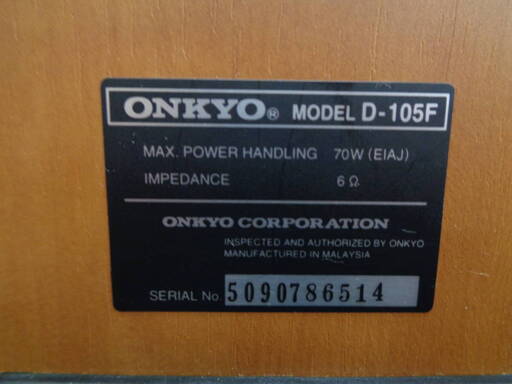 ONKYO® MODEL D-105F
MAX. POWER HANDLING 70W (EIAJ)
IMPEDANCE 6 Ω
ONKYO CORPORATION
INSPECTED AND AUTHORIZED BY ONKYO
MANUFACTURED IN MALAYSIA
SERIAL No. 5090786514